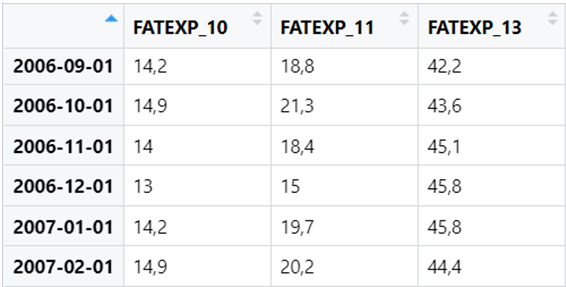 FATEXP_10 FATEXP_11 FATEXP_13
2006-09-01 14,2 18,8 42,2
2006-10-01 14,9 21,3 43,6
2006-11-01 14 18,4 45,1
2006-12-01 13 15 45,8
2007-01-01 14,2 19,7 45,8
2007-02-01 14,9 20,2 44,4